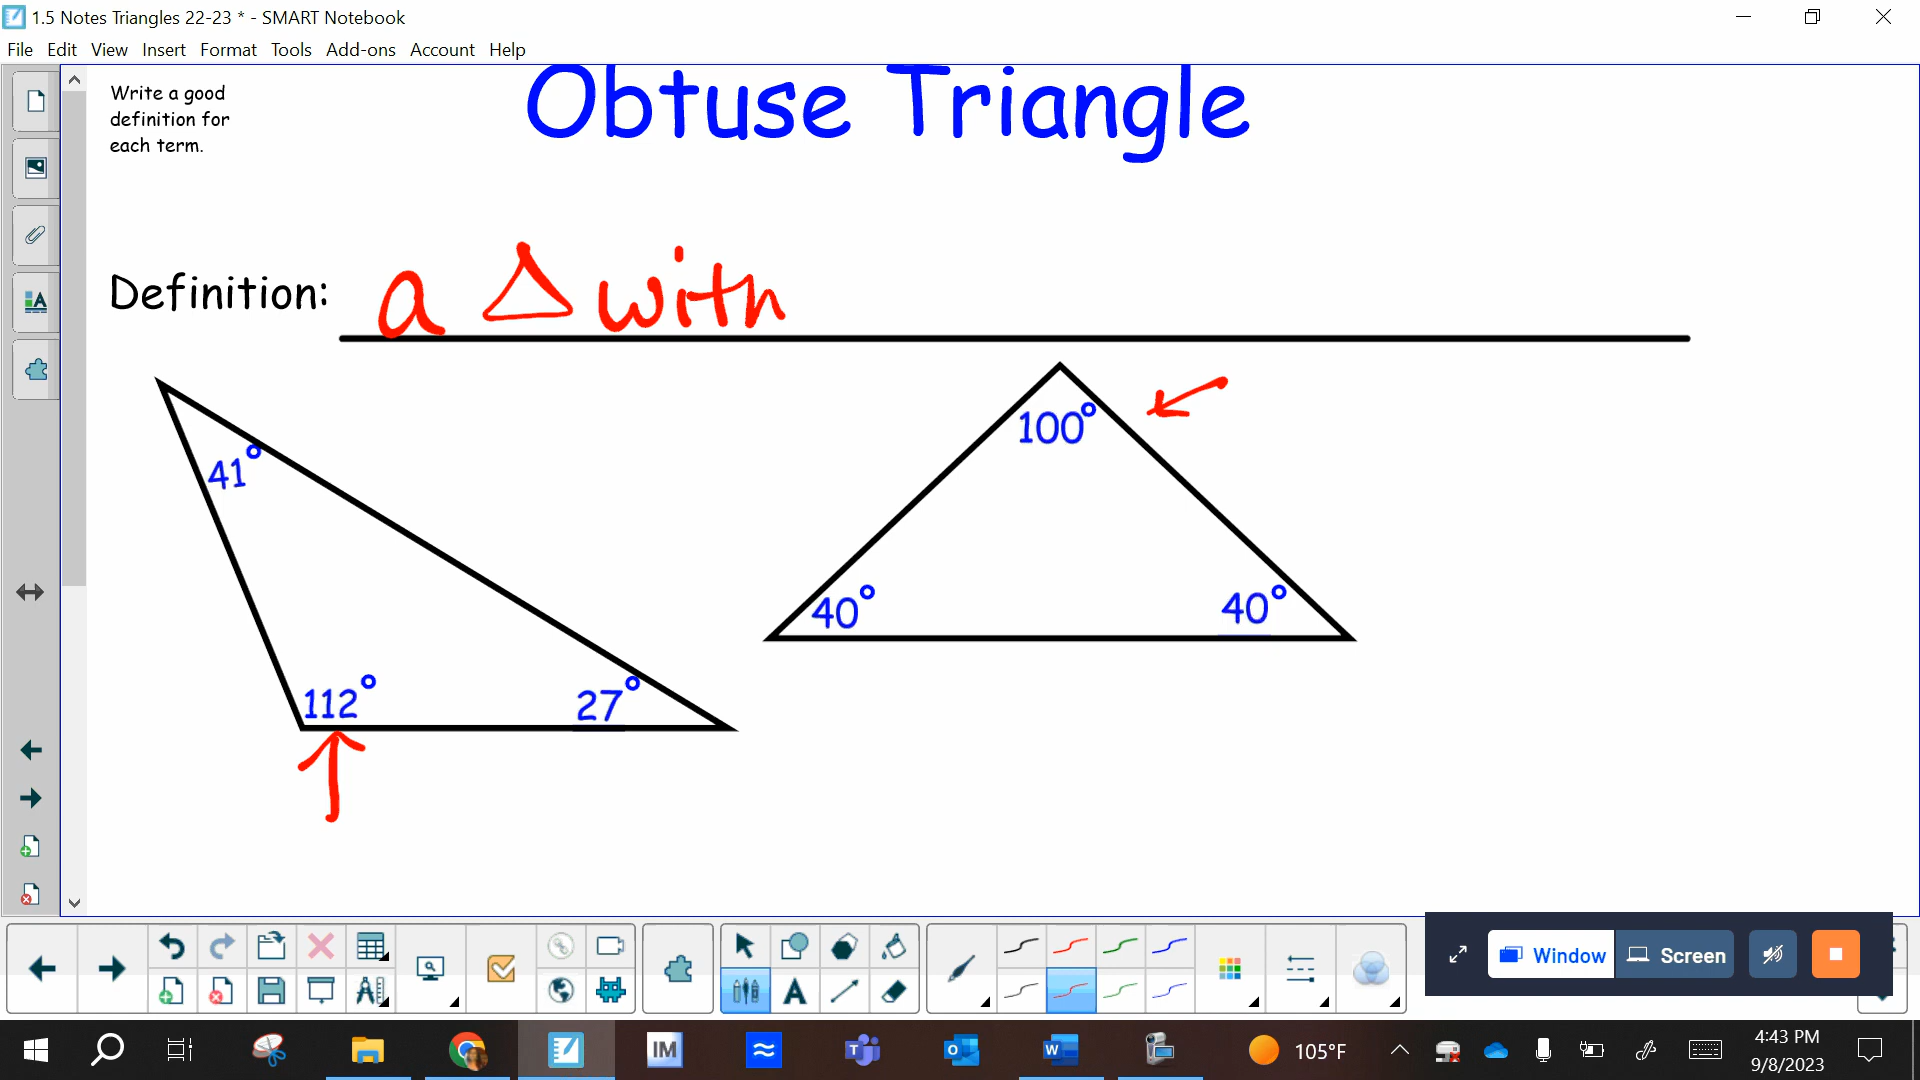 1.5 Notes Triangles 22-23 * - SMART Notebook
File Edit View Insert Format Tools Add-ons Account Help
Write a good
definition for
each term.
Obtuse Triangle
Definition: a △ with
41°
112°
27°
100°
40°
40°
Window
Screen
IM
105°F
4:43 PM
9/8/2023